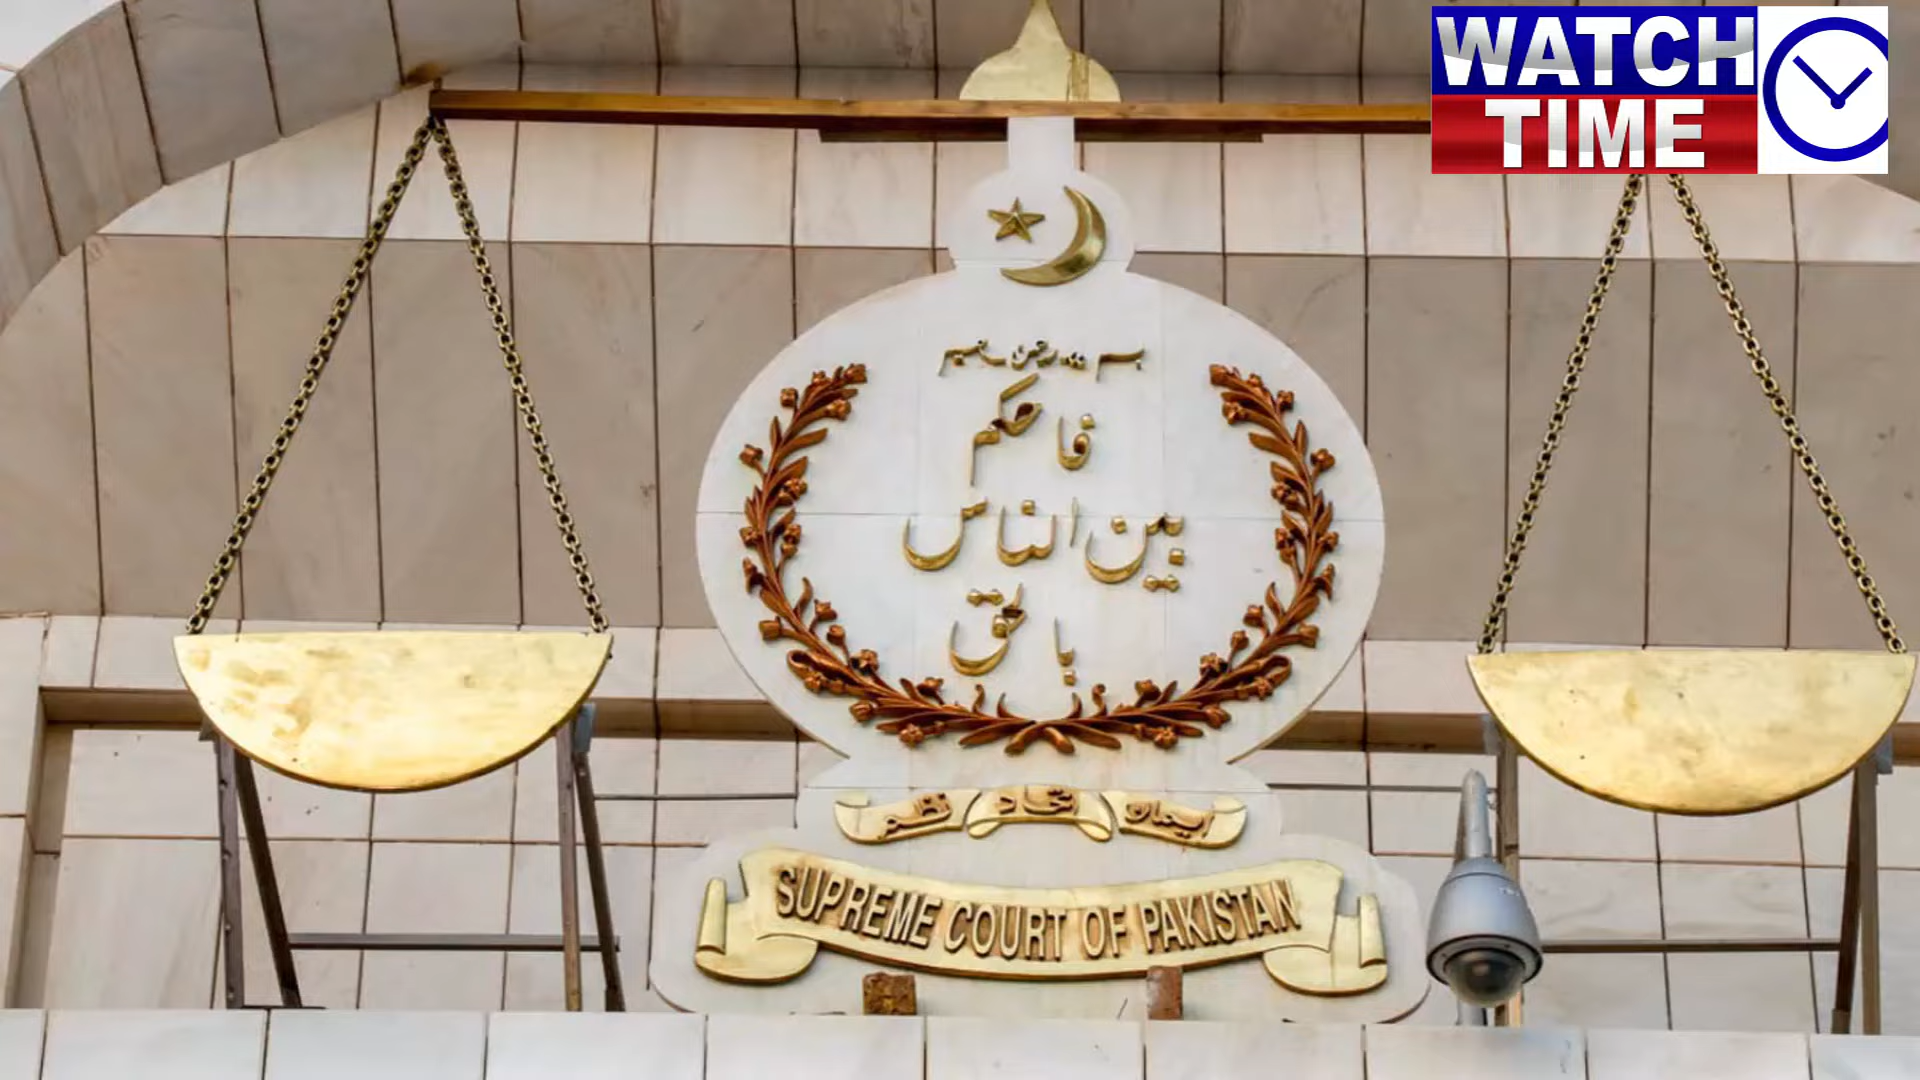 WATCH
TIME
بسم اللہ الرحمن الرحیم
فاحکم
بین الناس
بالحق
ایمان اتحاد نظم
SUPREME COURT OF PAKISTAN